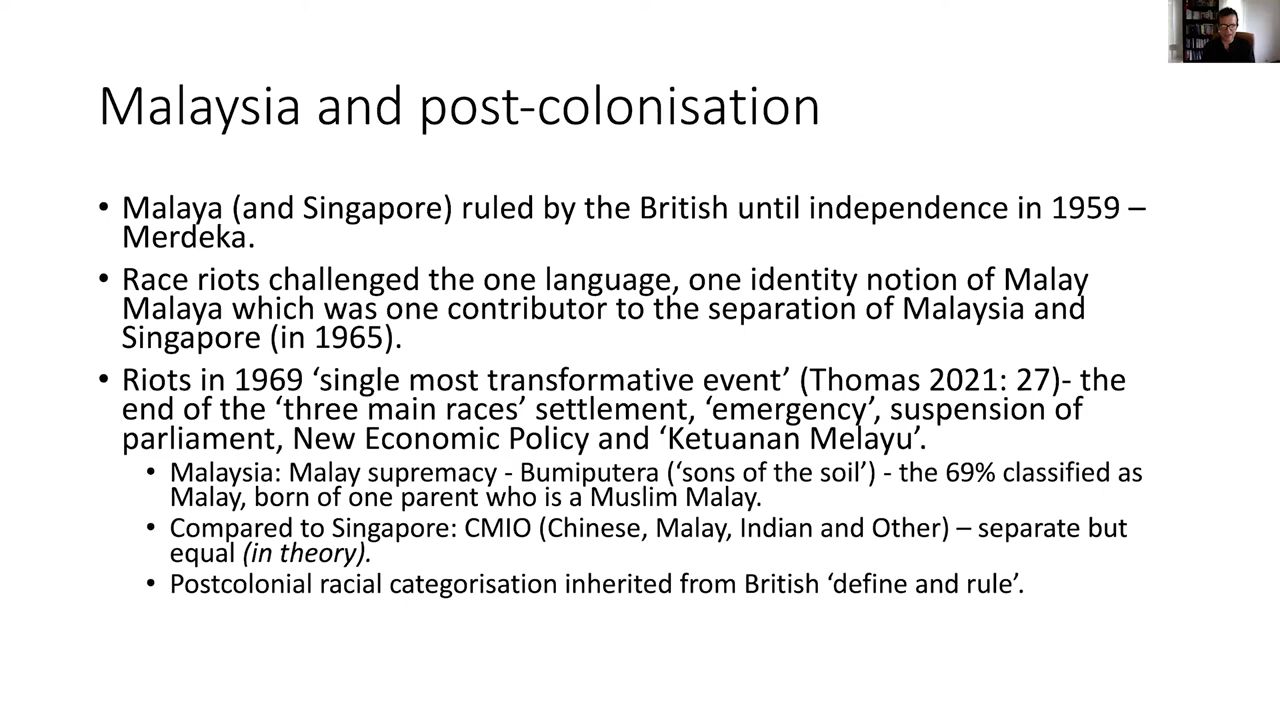 Malaysia and post-colonisation
• Malaya (and Singapore) ruled by the British until independence in 1959 –
Merdeka.
• Race riots challenged the one language, one identity notion of Malay
Malaya which was one contributor to the separation of Malaysia and
Singapore (in 1965).
• Riots in 1969 ‘single most transformative event’ (Thomas 2021: 27)- the
end of the ‘three main races’ settlement, ‘emergency’, suspension of
parliament, New Economic Policy and ‘Ketuanan Melayu’.
• Malaysia: Malay supremacy - Bumiputera (‘sons of the soil’) - the 69% classified as
Malay, born of one parent who is a Muslim Malay.
• Compared to Singapore: CMIO (Chinese, Malay, Indian and Other) – separate but
equal (in theory).
• Postcolonial racial categorisation inherited from British ‘define and rule’.